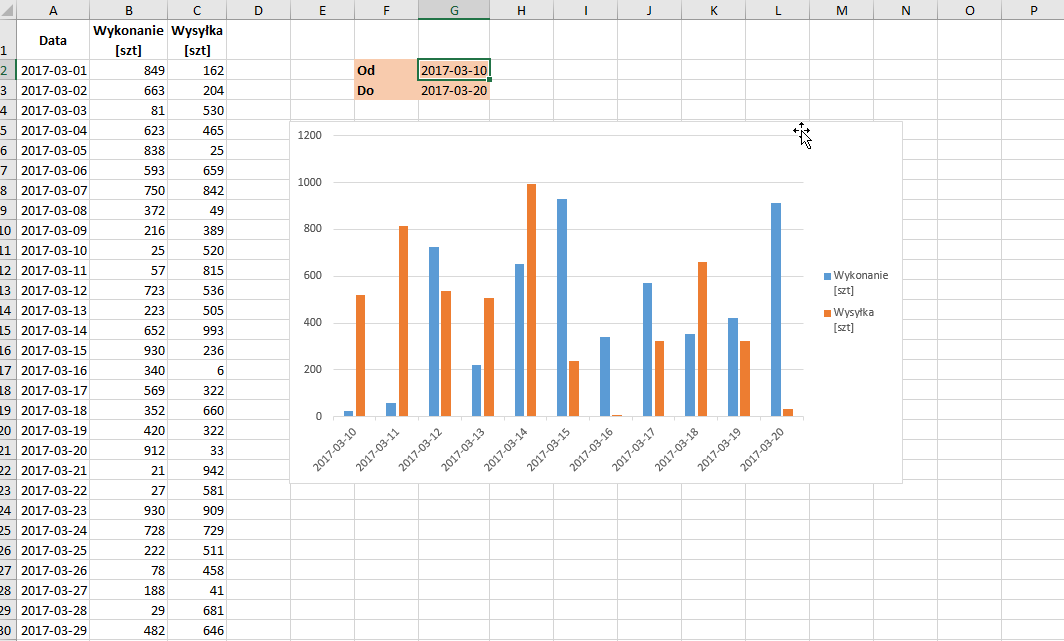 A B C D E F G H I J K L M N O P
1 Data Wykonanie [szt] Wysyłka [szt]
2 2017-03-01 849 162 Od 2017-03-10
3 2017-03-02 663 204 Do 2017-03-20
4 2017-03-03 81 530
5 2017-03-04 623 465
6 2017-03-05 838 25
7 2017-03-06 593 659
8 2017-03-07 750 842
9 2017-03-08 372 49
10 2017-03-09 216 389
11 2017-03-10 25 520
12 2017-03-11 57 815
13 2017-03-12 723 536
14 2017-03-13 223 505
15 2017-03-14 652 993
16 2017-03-15 930 236
17 2017-03-16 340 6
18 2017-03-17 569 322
19 2017-03-18 352 660
20 2017-03-19 420 322
21 2017-03-20 912 33
22 2017-03-21 21 942
23 2017-03-22 27 581
24 2017-03-23 930 909
25 2017-03-24 728 729
26 2017-03-25 222 511
27 2017-03-26 78 458
28 2017-03-27 188 41
29 2017-03-28 29 681
30 2017-03-29 482 646
1200
1000
800
600
400
200
0
2017-03-10 2017-03-11 2017-03-12 2017-03-13 2017-03-14 2017-03-15 2017-03-16 2017-03-17 2017-03-18 2017-03-19 2017-03-20
Wykonanie
[szt]
Wysyłka
[szt]